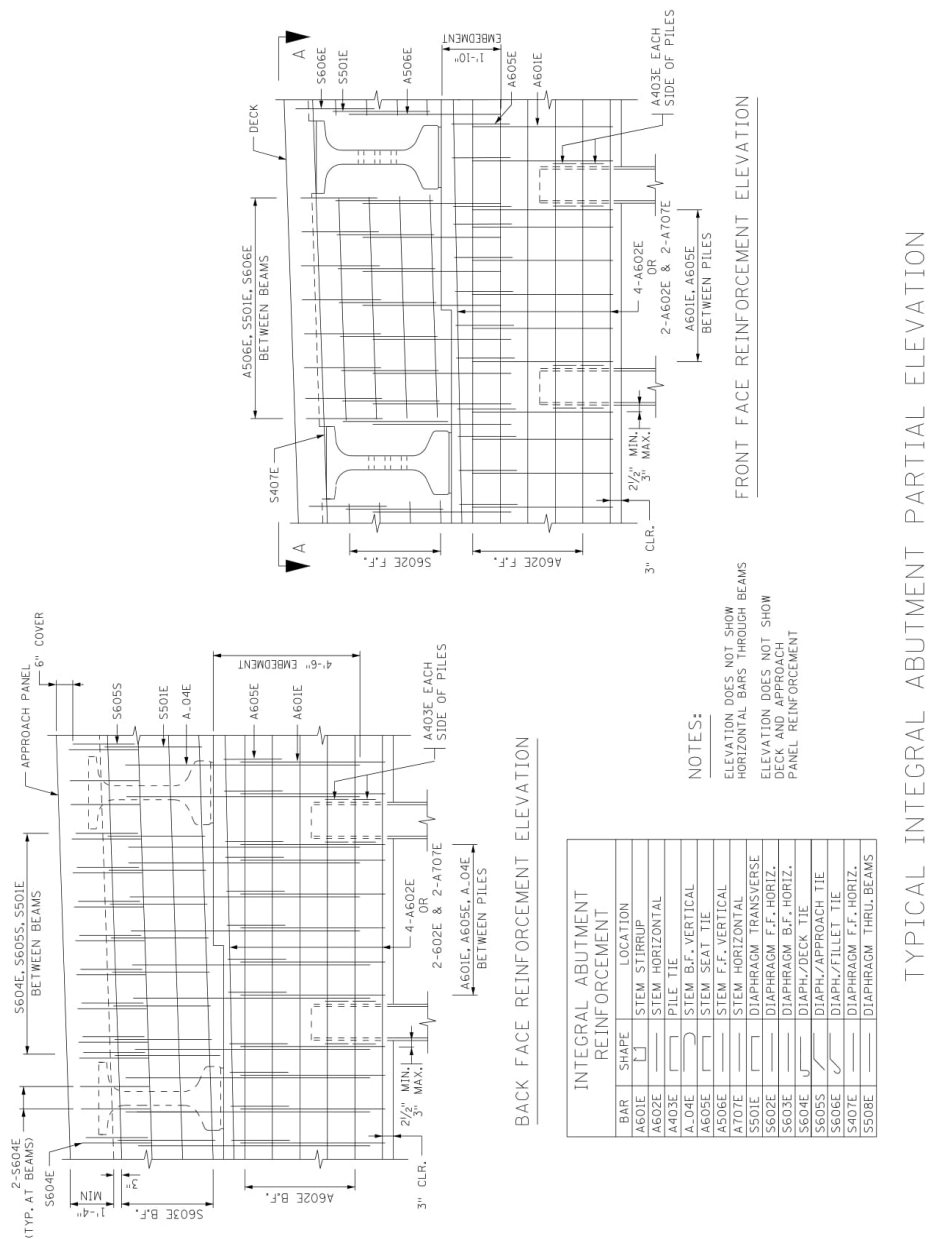 2-S604E
(TYP. AT BEAMS)
S604E
1'-4"
MIN
3"
S603E B.F.
A602E B.F.
3" CLR.
S604E, S605S, S501E
BETWEEN BEAMS
APPROACH PANEL
6" COVER
S605S
S501E
A_04E
4'-6" EMBEDMENT
A605E
A601E
A403E EACH
SIDE OF PILES
2½" MIN.
3" MAX.
4-A602E
OR
2-602E & 2-A707E
A601E, A605E, A_04E
BETWEEN PILES
BACK FACE REINFORCEMENT ELEVATION
A
A
S407E
A506E, S501E, S606E
BETWEEN BEAMS
DECK
S606E
S501E
A506E
1'-10"
EMBEDMENT
A605E
A601E
A403E EACH
SIDE OF PILES
S602E F.F.
A602E F.F.
3" CLR.
2½" MIN.
3" MAX.
4-A602E
OR
2-A602E & 2-A707E
A601E, A605E
BETWEEN PILES
FRONT FACE REINFORCEMENT ELEVATION
INTEGRAL ABUTMENT
REINFORCEMENT
BAR SHAPE LOCATION
A601E STEM STIRRUP
A602E STEM HORIZONTAL
A403E PILE TIE
A_04E STEM B.F. VERTICAL
A605E STEM SEAT TIE
A506E STEM F.F. VERTICAL
A707E STEM HORIZONTAL
S501E DIAPHRAGM TRANSVERSE
S602E DIAPHRAGM F.F. HORIZ.
S603E DIAPHRAGM B.F. HORIZ.
S604E DIAPH./DECK TIE
S605S DIAPH./APPROACH TIE
S606E DIAPH./FILLET TIE
S407E DIAPHRAGM F.F. HORIZ.
S508E DIAPHRAGM THRU. BEAMS
NOTES:
ELEVATION DOES NOT SHOW
HORIZONTAL BARS THROUGH BEAMS
ELEVATION DOES NOT SHOW
DECK AND APPROACH
PANEL REINFORCEMENT
TYPICAL INTEGRAL ABUTMENT PARTIAL ELEVATION